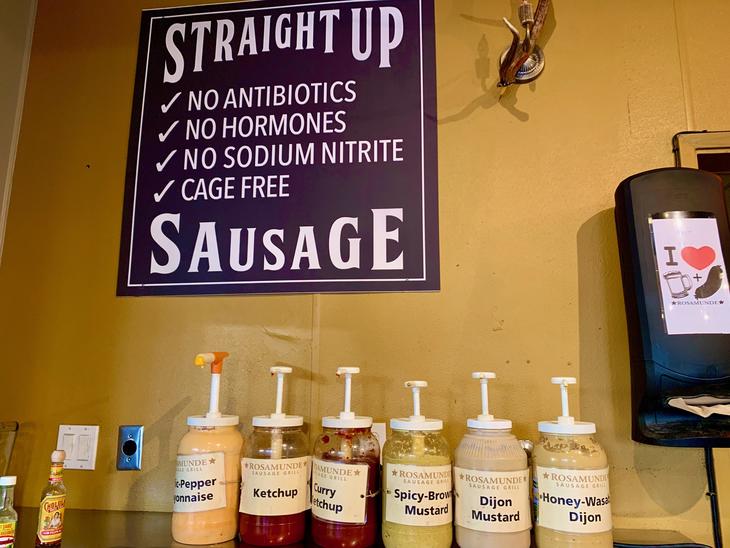 STRAIGHT UP
✓ NO ANTIBIOTICS
✓ NO HORMONES
✓ NO SODIUM NITRITE
✓ CAGE FREE
SAUSAGE
I
+
★ROSAMUNDE★
c-Pepper
yonnaise
★ROSAMUNDE
SAUSAGE GRILL
Ketchup
ROSAMUNDE★
SAUSAGE GRILL
Curry
etchup
★ROSAMUNDE
SAUSAGE GRILL
Spicy-Brow
Mustard
★ROSAMUNDE★
SAUSAGE GRILL
Dijon
Mustard
★ROSAMUNDE
SAUSAGE GRILL
Honey-Wasa
Dijon